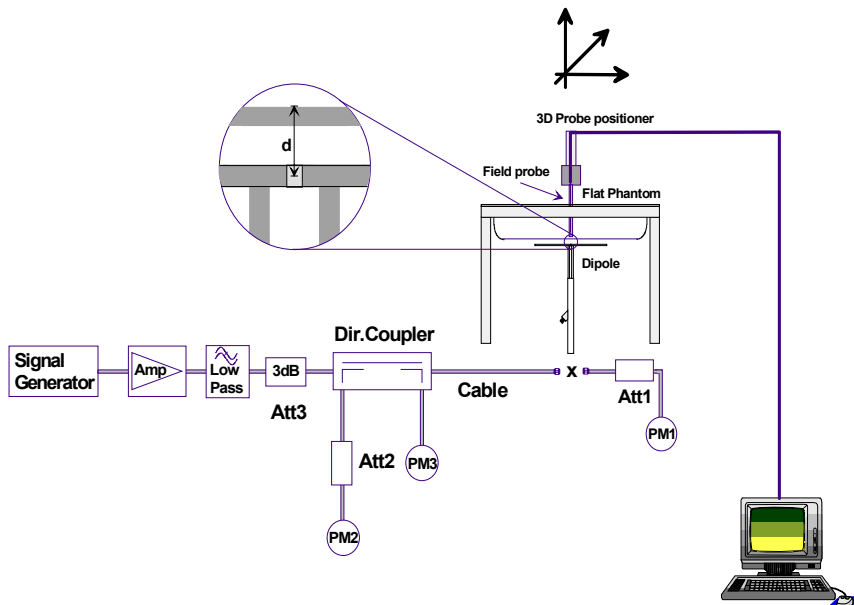 d
3D Probe positioner
Field probe
Flat Phantom
Dipole
Signal
Generator
Amp
Low
Pass
3dB
Att3
Dir.Coupler
Cable
x
Att1
PM1
Att2
PM3
PM2